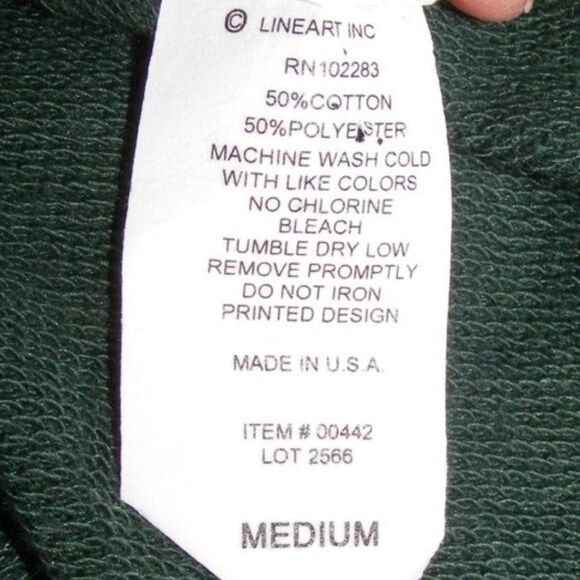 © LINEART INC
RN102283
50%COTTON
50%POLYESTER
MACHINE WASH COLD
WITH LIKE COLORS
NO CHLORINE
BLEACH
TUMBLE DRY LOW
REMOVE PROMPTLY
DO NOT IRON
PRINTED DESIGN
MADE IN U.S.A.
ITEM # 00442
LOT 2566
MEDIUM